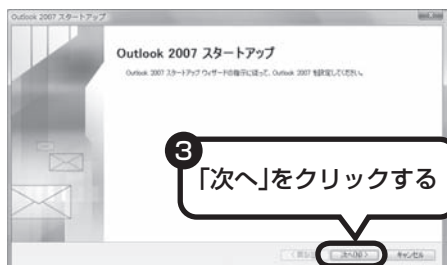 Outlook 2007 スタートアップ
Outlook 2007 スタートアップ
Outlook 2007 スタートアップ ウィザードの指示に従って、Outlook 2007 を設定してください。
3
「次へ」をクリックする
次へ(N) >
キャンセル